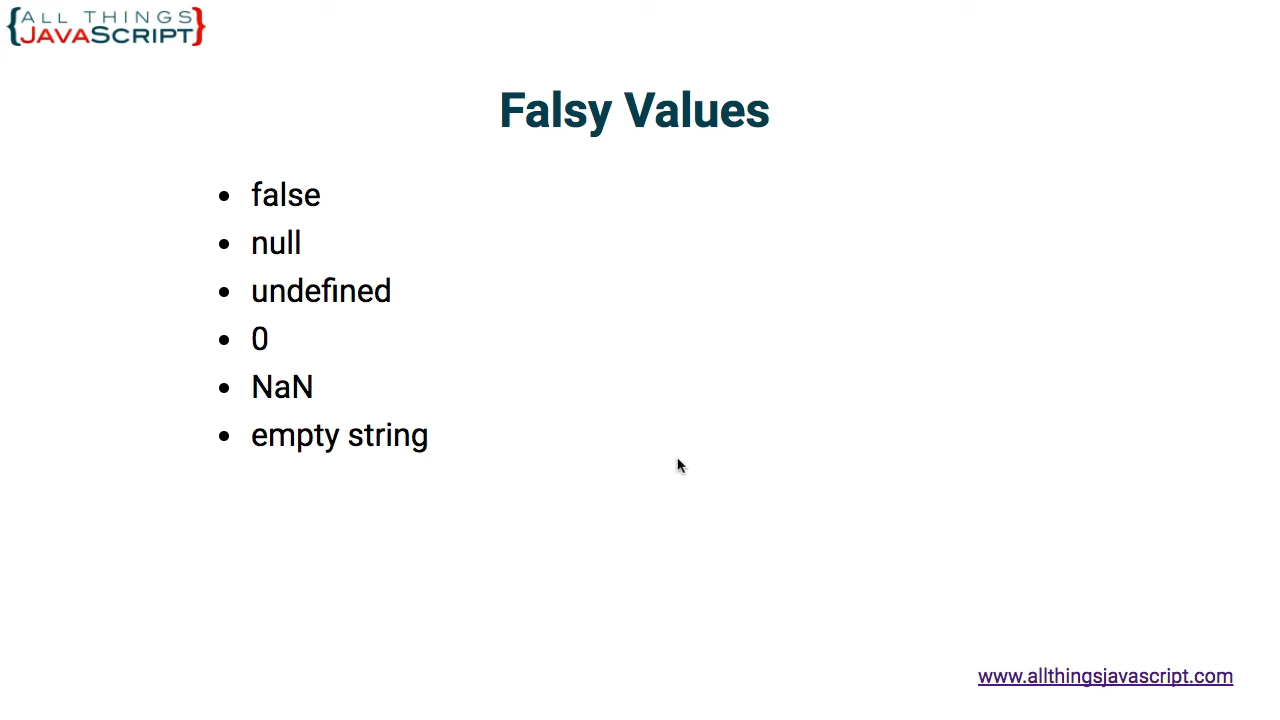 {ALL THINGS
JAVASCRIPT}
Falsy Values
• false
• null
• undefined
• 0
• NaN
• empty string
www.allthingsjavascript.com